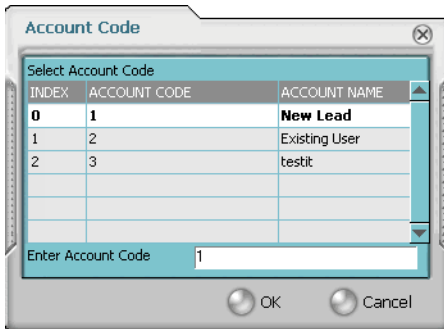 Account Code
Select Account Code
INDEX ACCOUNT CODE ACCOUNT NAME
0 1 New Lead
1 2 Existing User
2 3 testit
Enter Account Code 1
OK Cancel